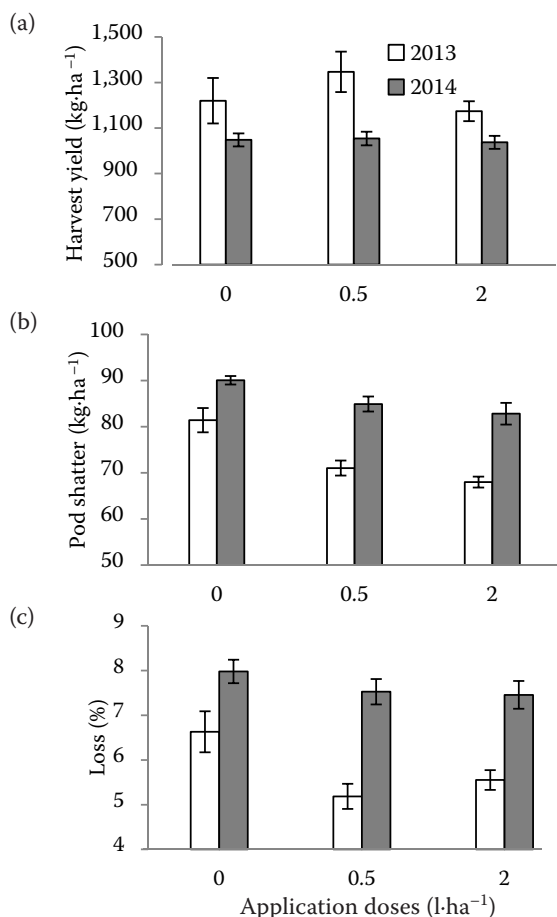 (a)
Harvest yield (kg·ha⁻¹)
1,500
1,300
1,100
900
700
500
2013
2014
0 0.5 2
(b)
Pod shatter (kg·ha⁻¹)
100
90
80
70
60
50
0 0.5 2
(c)
Loss (%)
9
8
7
6
5
4
0 0.5 2
Application doses (l·ha⁻¹)